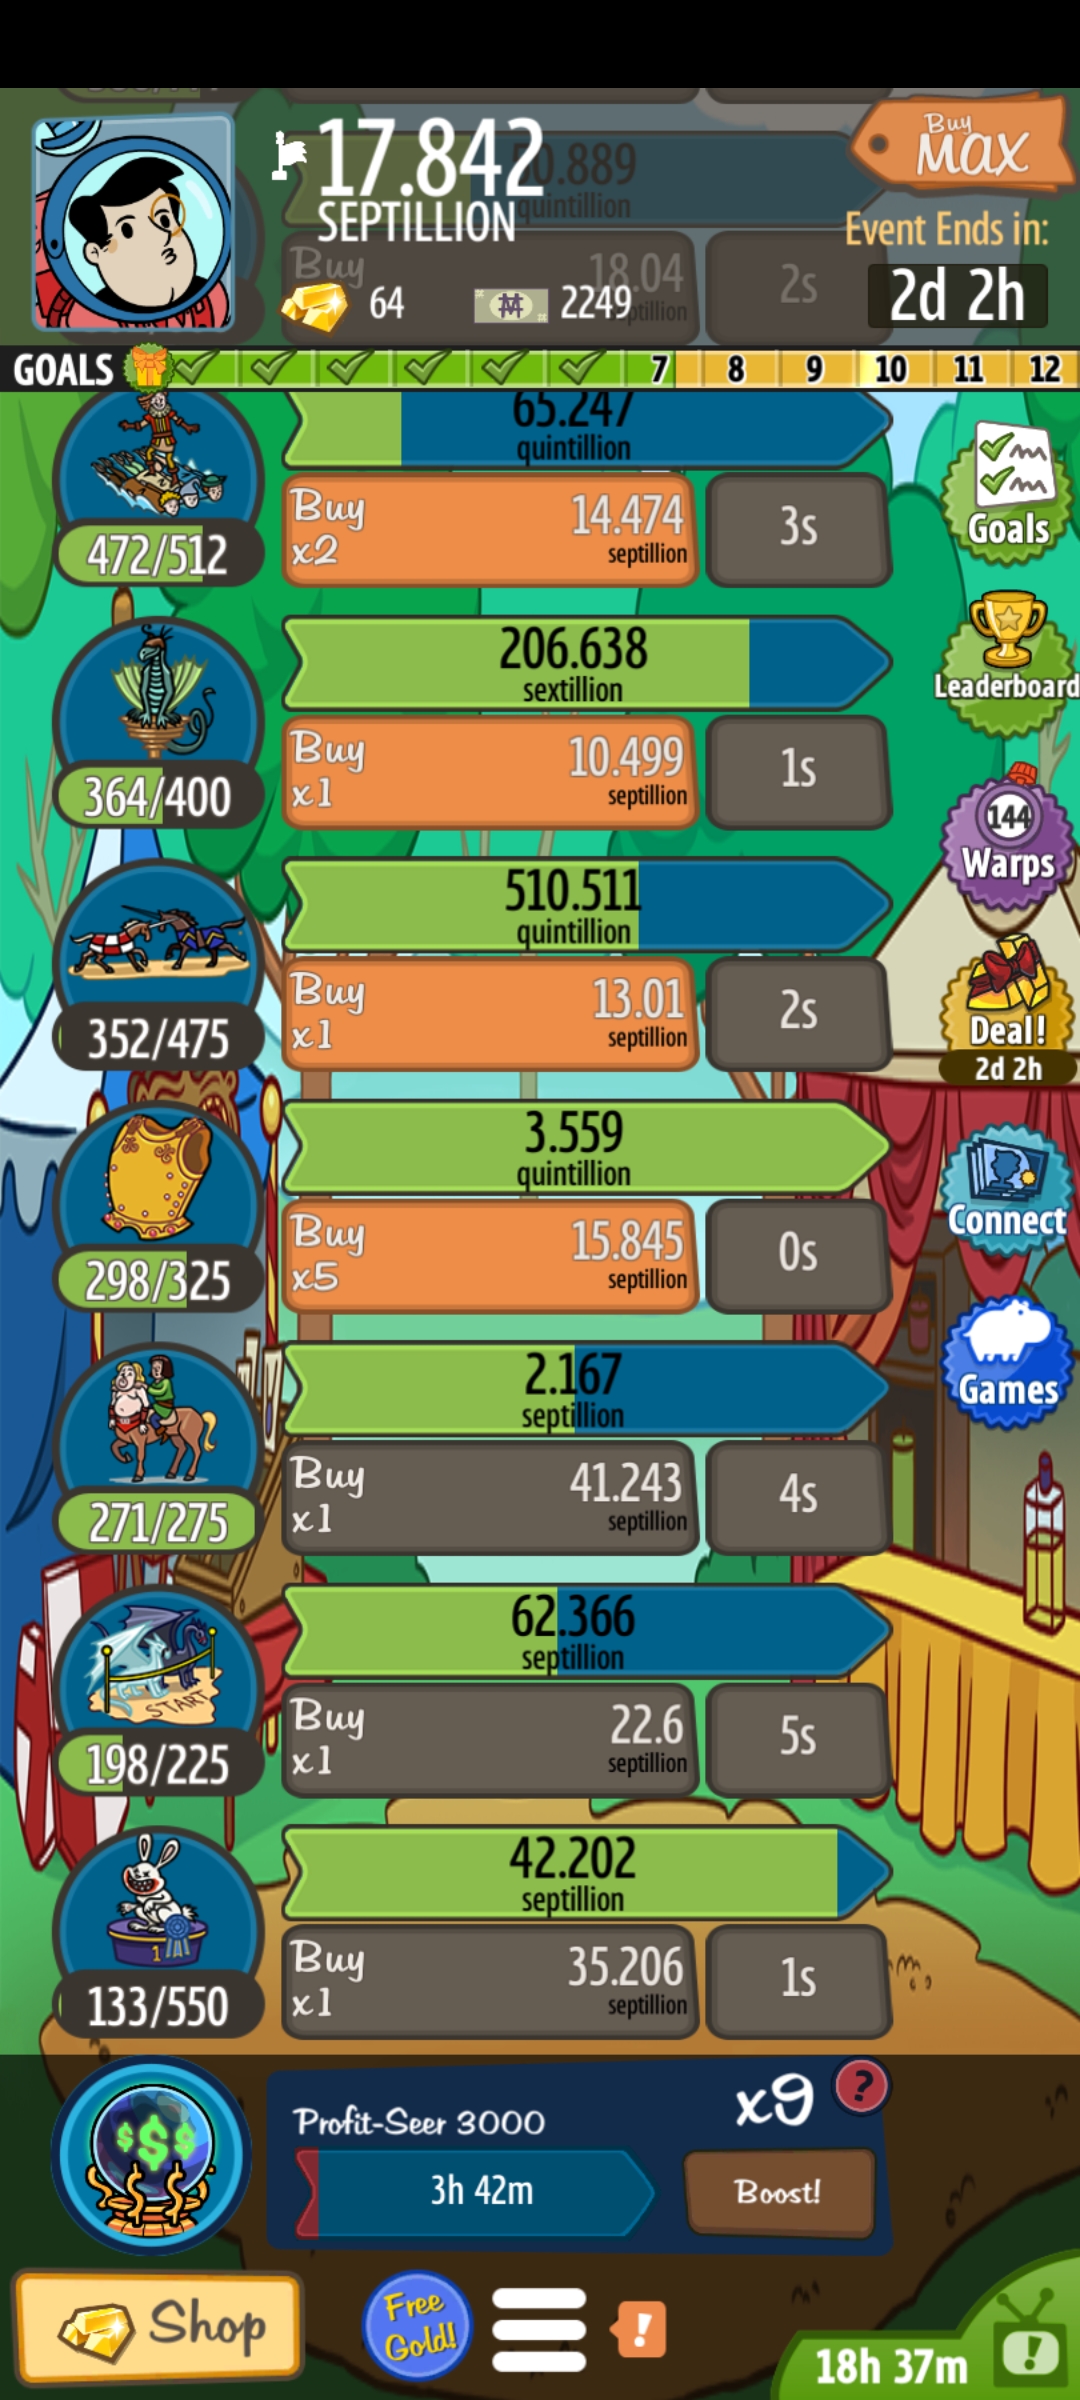 17.842
SEPTILLION
64
2249
Buy
MAX
Event Ends in:
2d 2h
0.889
quintillion
Buy
18.04
septillion
2s
GOALS
7
8
9
10
11
12
65.247
quintillion
472/512
Buy
x2
14.474
septillion
3s
Goals
206.638
sextillion
364/400
Buy
x1
10.499
septillion
1s
Leaderboard
144
Warps
510.511
quintillion
352/475
Buy
x1
13.01
septillion
2s
Deal!
2d 2h
3.559
quintillion
298/325
Buy
x5
15.845
septillion
0s
Connect
2.167
septillion
271/275
Buy
x1
41.243
septillion
4s
Games
62.366
septillion
START
198/225
Buy
x1
22.6
septillion
5s
42.202
septillion
1
133/550
Buy
x1
35.206
septillion
1s
$$$
Profit-Seer 3000
x9
?
3h 42m
Boost!
Shop
Free
Gold!
!
18h 37m
!